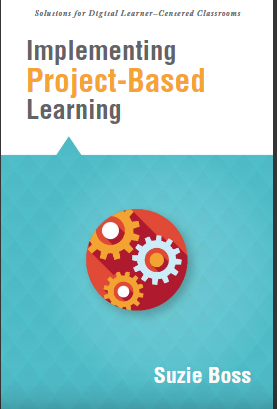 Solutions for Digital Learner–Centered Classrooms
Implementing
Project-Based
Learning
Suzie Boss